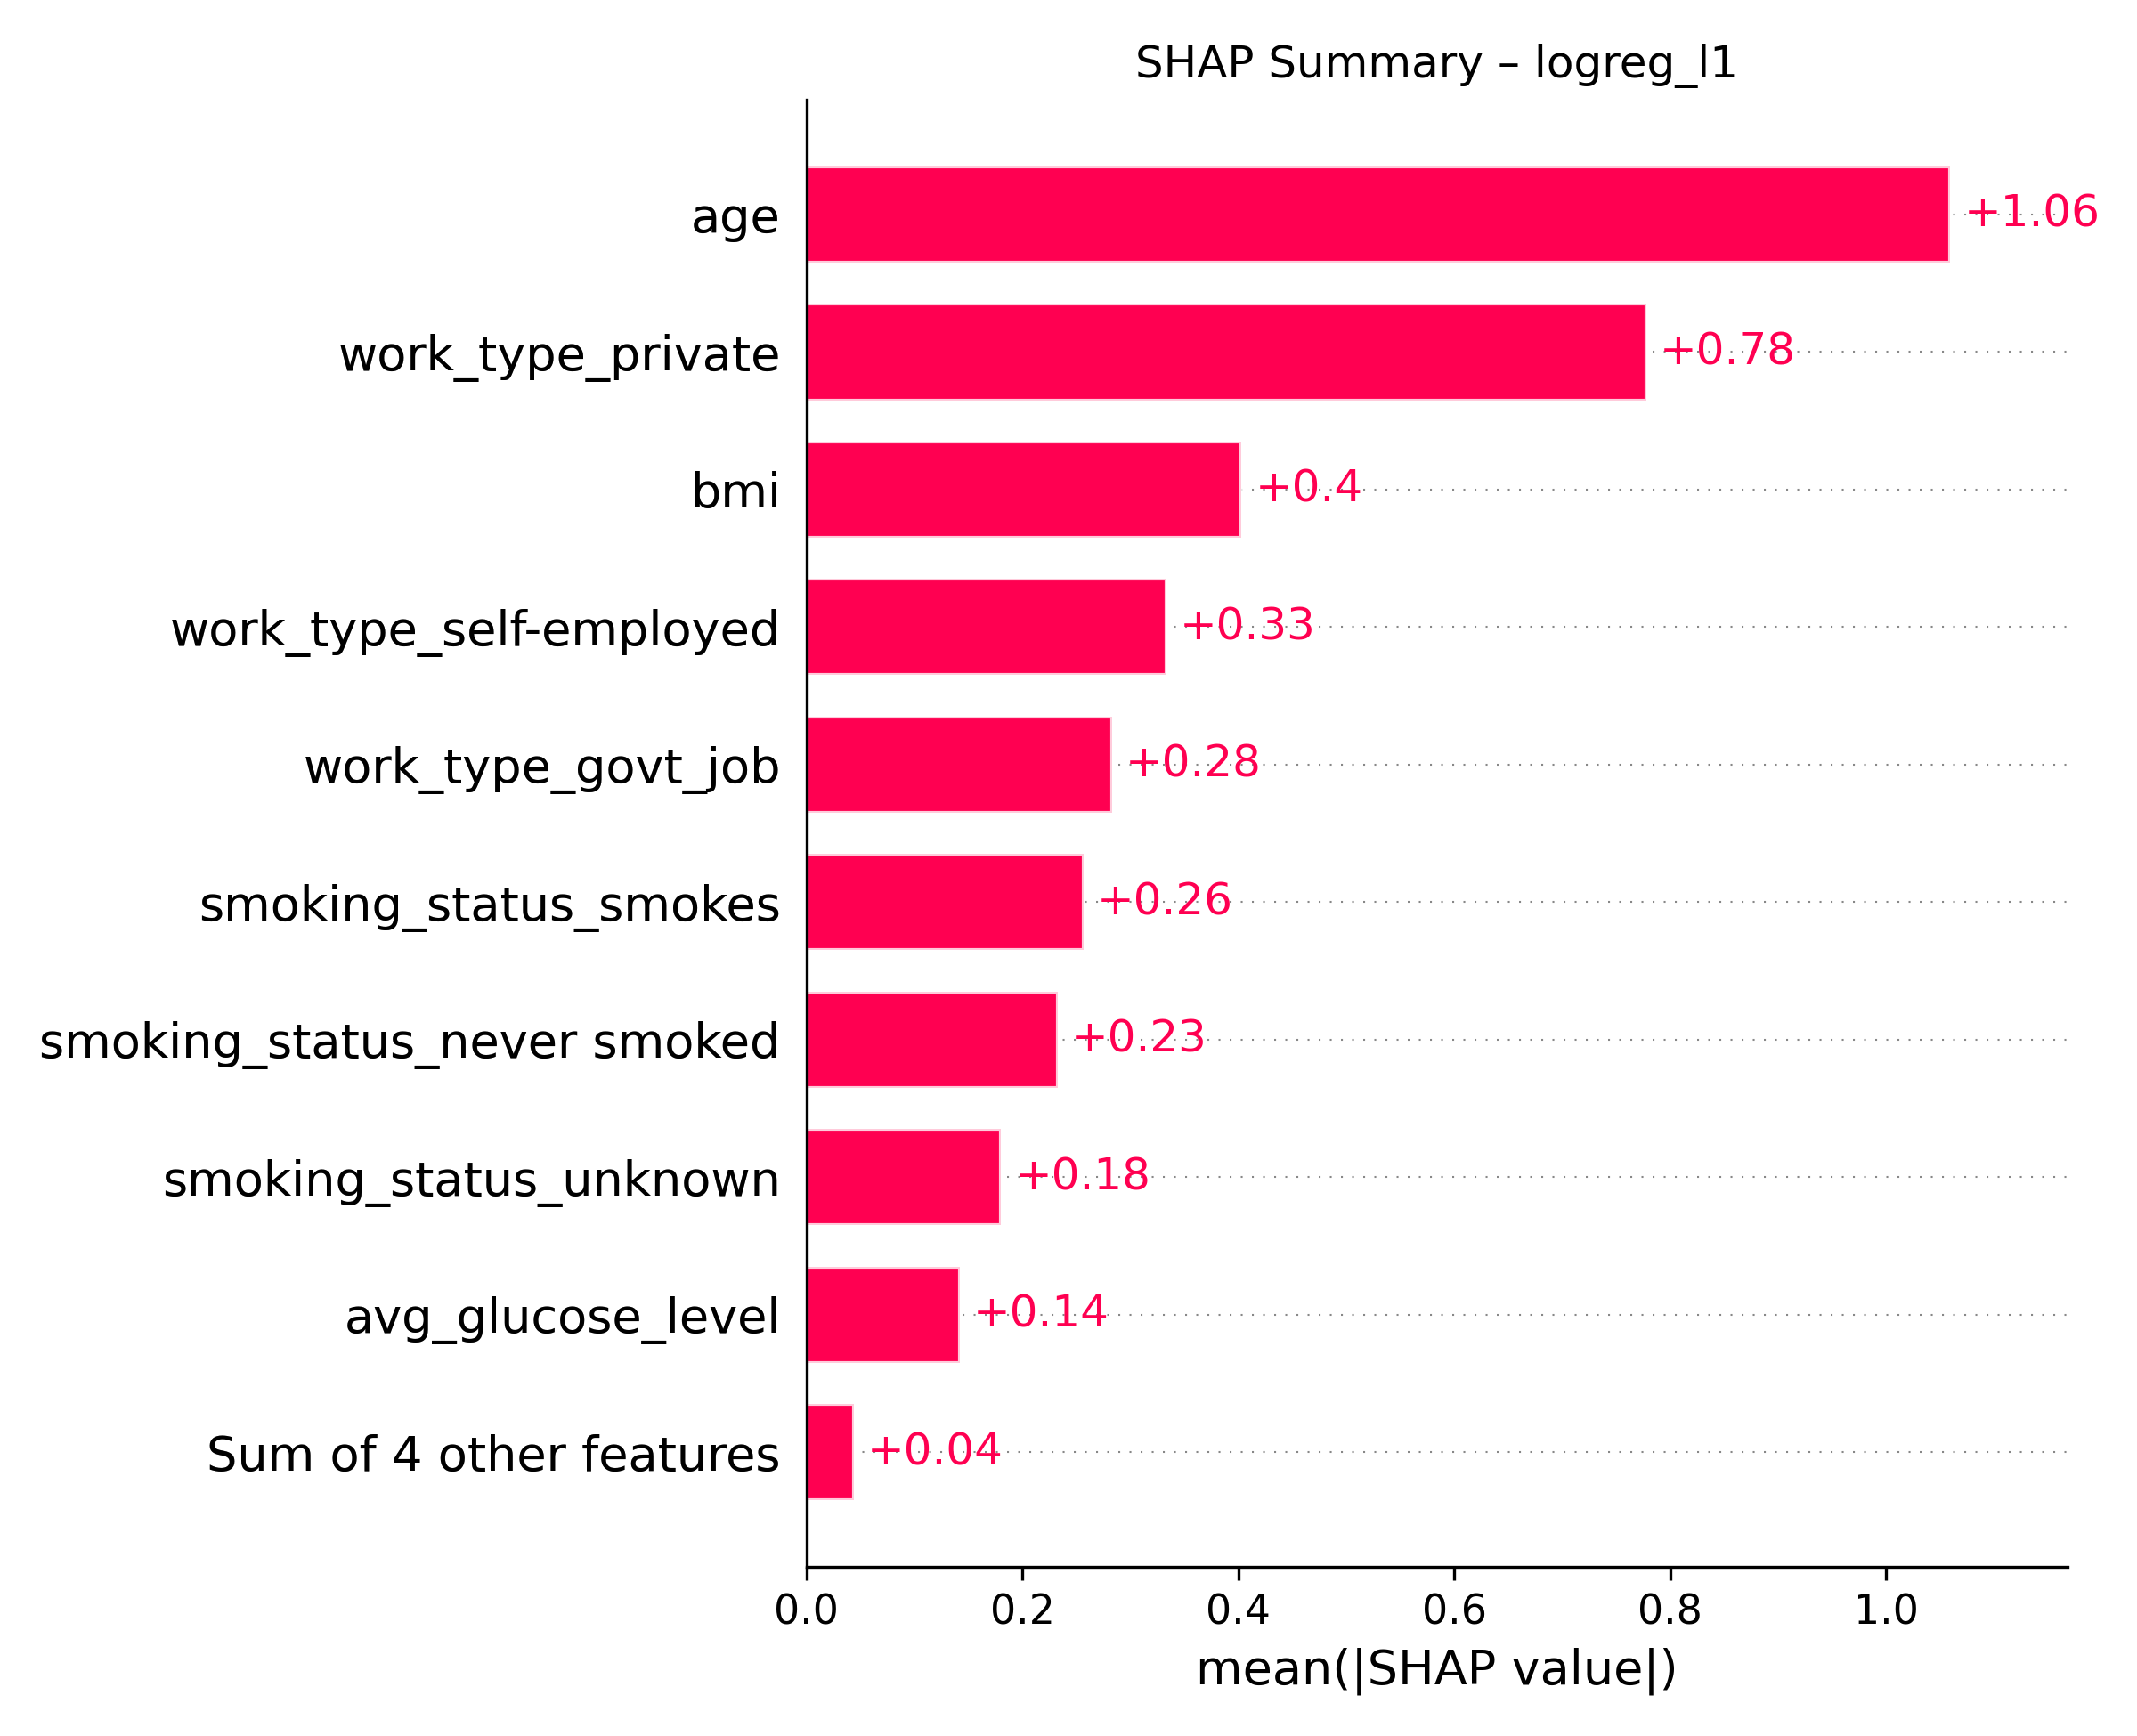 SHAP Summary – logreg_l1
age +1.06
work_type_private +0.78
bmi +0.4
work_type_self-employed +0.33
work_type_govt_job +0.28
smoking_status_smokes +0.26
smoking_status_never smoked +0.23
smoking_status_unknown +0.18
avg_glucose_level +0.14
Sum of 4 other features +0.04
0.0 0.2 0.4 0.6 0.8 1.0
mean(|SHAP value|)